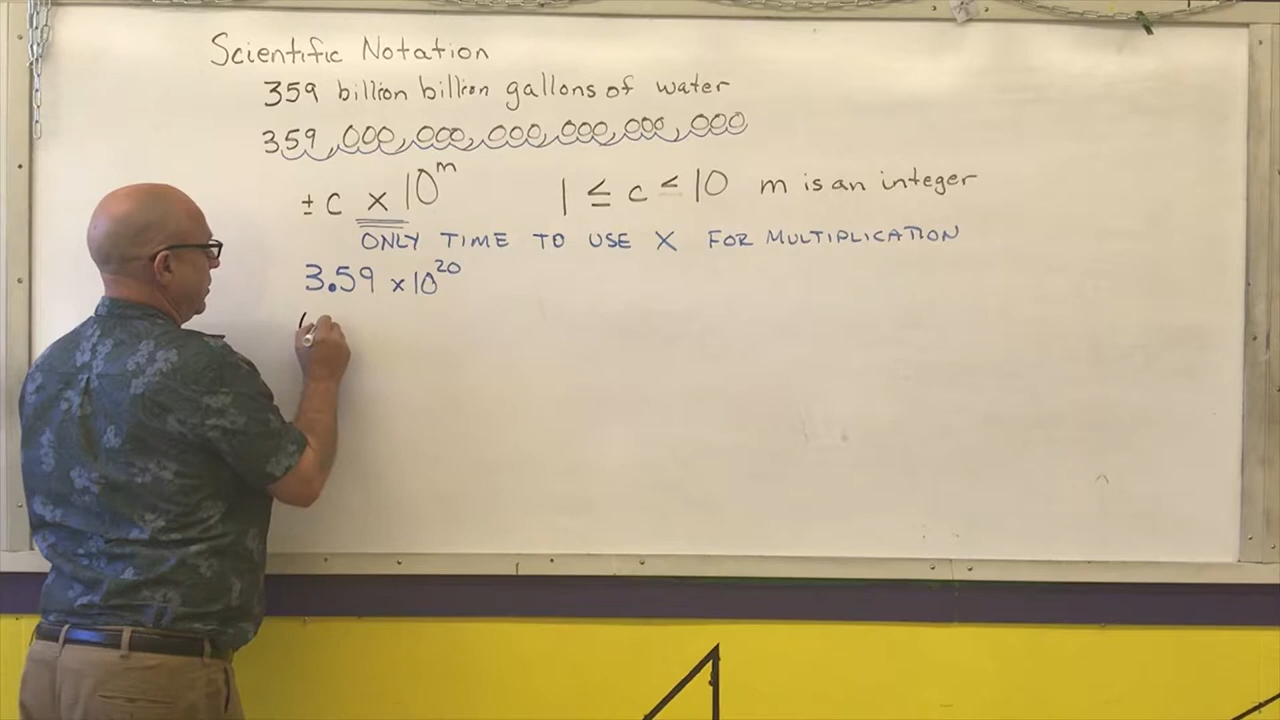 Scientific Notation
359 billion billion gallons of water
359,000,000,000,000,000,000
± c × 10^m 1 ≤ c ≤ 10 m is an integer
ONLY TIME TO USE X FOR MULTIPLICATION
3.59 × 10^20